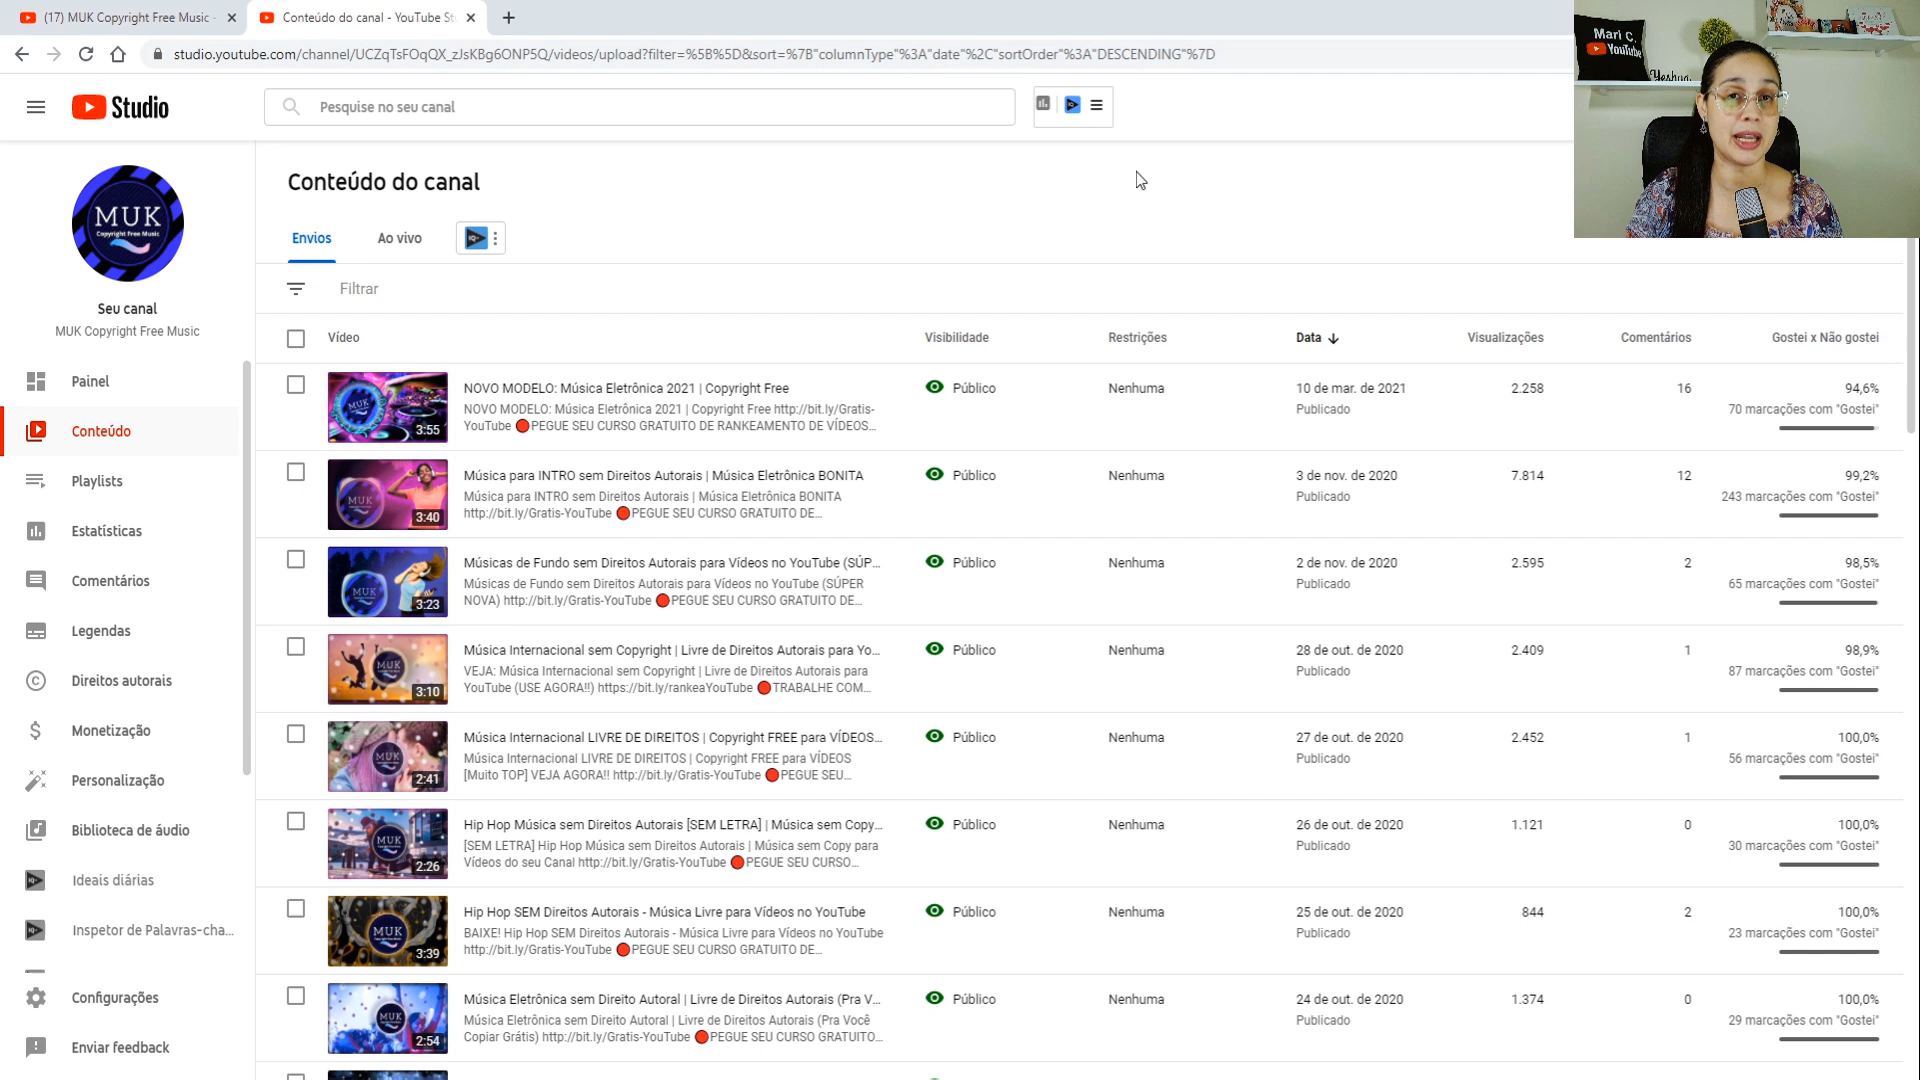 (17) MUK Copyright Free Music -
Conteúdo do canal - YouTube St
studio.youtube.com/channel/UCZqTsFOqQX_zJsKBg6ONP5Q/videos/upload?filter=%5B%5D&sort=%7B"columnType"%3A"date"%2C"sortOrder"%3A"DESCENDING"%7D
Mari C.
YouTube
Yeshua
Studio
Pesquise no seu canal
Conteúdo do canal
Envios
Ao vivo
Filtrar
MUK
Copyright Free Music
Seu canal
MUK Copyright Free Music
Painel
Conteúdo
Playlists
Estatísticas
Comentários
Legendas
Direitos autorais
Monetização
Personalização
Biblioteca de áudio
Ideais diárias
Inspetor de Palavras-cha...
Configurações
Enviar feedback
Vídeo Visibilidade Restrições Data Visualizações Comentários Gostei x Não gostei
MUK
3:55
NOVO MODELO: Música Eletrônica 2021 | Copyright Free
NOVO MODELO: Música Eletrônica 2021 | Copyright Free http://bit.ly/Gratis-
YouTube 🔴PEGUE SEU CURSO GRATUITO DE RANKEAMENTO DE VÍDEOS...
Público Nenhuma 10 de mar. de 2021 2.258 16 94,6%
Publicado 70 marcações com "Gostei"
MUK
3:40
Música para INTRO sem Direitos Autorais | Música Eletrônica BONITA
Música para INTRO sem Direitos Autorais | Música Eletrônica BONITA
http://bit.ly/Gratis-YouTube 🔴PEGUE SEU CURSO GRATUITO DE...
Público Nenhuma 3 de nov. de 2020 7.814 12 99,2%
Publicado 243 marcações com "Gostei"
MUK
3:23
Músicas de Fundo sem Direitos Autorais para Vídeos no YouTube (SÚP...
Músicas de Fundo sem Direitos Autorais para Vídeos no YouTube (SÚPER
NOVA) http://bit.ly/Gratis-YouTube 🔴PEGUE SEU CURSO GRATUITO DE...
Público Nenhuma 2 de nov. de 2020 2.595 2 98,5%
Publicado 65 marcações com "Gostei"
MUK
3:10
Música Internacional sem Copyright | Livre de Direitos Autorais para Yo...
VEJA: Música Internacional sem Copyright | Livre de Direitos Autorais para
YouTube (USE AGORA!!) https://bit.ly/rankeaYouTube 🔴TRABALHE COM...
Público Nenhuma 28 de out. de 2020 2.409 1 98,9%
Publicado 87 marcações com "Gostei"
MUK
2:41
Música Internacional LIVRE DE DIREITOS | Copyright FREE para VÍDEOS...
Música Internacional LIVRE DE DIREITOS | Copyright FREE para VÍDEOS
[Muito TOP] VEJA AGORA!! http://bit.ly/Gratis-YouTube 🔴PEGUE SEU...
Público Nenhuma 27 de out. de 2020 2.452 1 100,0%
Publicado 56 marcações com "Gostei"
MUK
2:26
Hip Hop Música sem Direitos Autorais [SEM LETRA] | Música sem Copy...
[SEM LETRA] Hip Hop Música sem Direitos Autorais | Música sem Copy para
Vídeos do seu Canal http://bit.ly/Gratis-YouTube 🔴PEGUE SEU CURSO...
Público Nenhuma 26 de out. de 2020 1.121 0 100,0%
Publicado 30 marcações com "Gostei"
MUK
3:39
Hip Hop SEM Direitos Autorais - Música Livre para Vídeos no YouTube
BAIXE! Hip Hop SEM Direitos Autorais - Música Livre para Vídeos no YouTube
http://bit.ly/Gratis-YouTube 🔴PEGUE SEU CURSO GRATUITO DE...
Público Nenhuma 25 de out. de 2020 844 2 100,0%
Publicado 23 marcações com "Gostei"
MUK
2:54
Música Eletrônica sem Direito Autoral | Livre de Direitos Autorais (Pra V...
Música Eletrônica sem Direito Autoral | Livre de Direitos Autorais (Pra Você
Copiar Grátis) http://bit.ly/Gratis-YouTube 🔴PEGUE SEU CURSO GRATUITO...
Público Nenhuma 24 de out. de 2020 1.374 0 100,0%
Publicado 29 marcações com "Gostei"